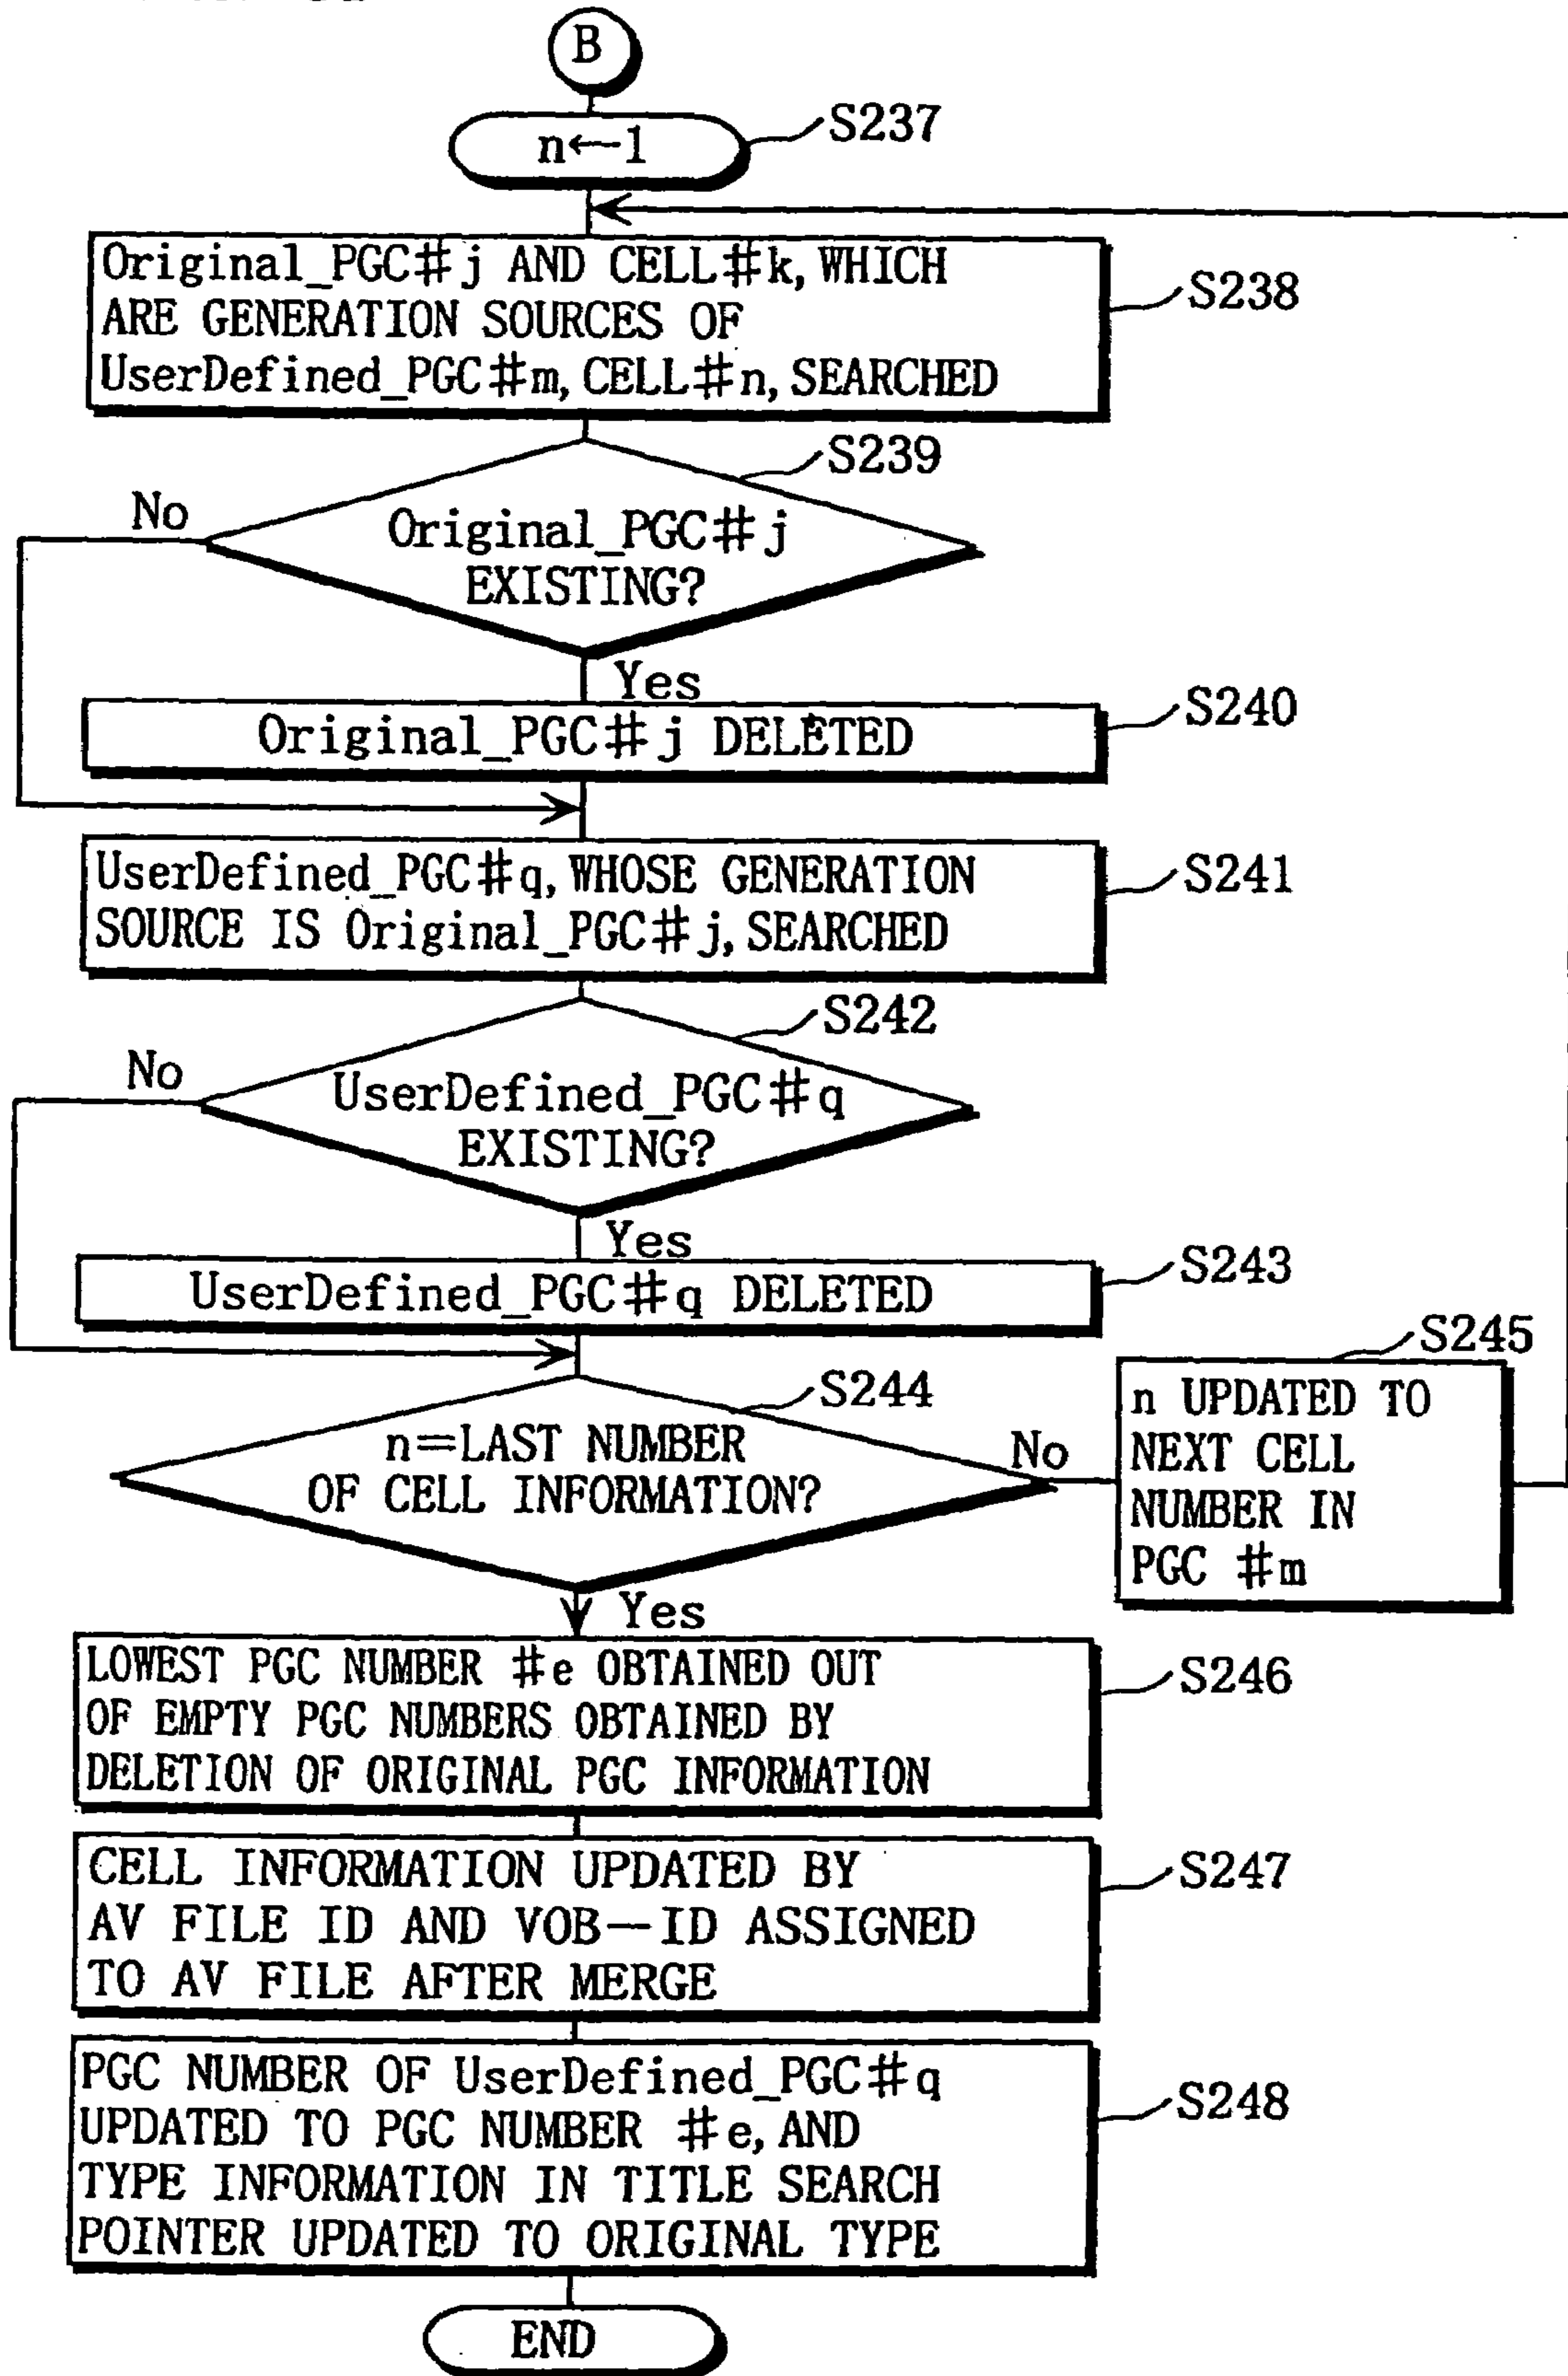 B
n←1
S237
Original_PGC#j AND CELL#k, WHICH
ARE GENERATION SOURCES OF
UserDefined_PGC#m, CELL#n, SEARCHED
S238
S239
No
Original_PGC#j
EXISTING?
Yes
Original_PGC#j DELETED
S240
UserDefined_PGC#q, WHOSE GENERATION
SOURCE IS Original_PGC#j, SEARCHED
S241
S242
No
UserDefined_PGC#q
EXISTING?
Yes
UserDefined_PGC#q DELETED
S243
S244
n=LAST NUMBER
OF CELL INFORMATION?
No
S245
n UPDATED TO
NEXT CELL
NUMBER IN
PGC #m
Yes
LOWEST PGC NUMBER #e OBTAINED OUT
OF EMPTY PGC NUMBERS OBTAINED BY
DELETION OF ORIGINAL PGC INFORMATION
S246
CELL INFORMATION UPDATED BY
AV FILE ID AND VOB-ID ASSIGNED
TO AV FILE AFTER MERGE
S247
PGC NUMBER OF UserDefined_PGC#q
UPDATED TO PGC NUMBER #e, AND
TYPE INFORMATION IN TITLE SEARCH
POINTER UPDATED TO ORIGINAL TYPE
S248
END